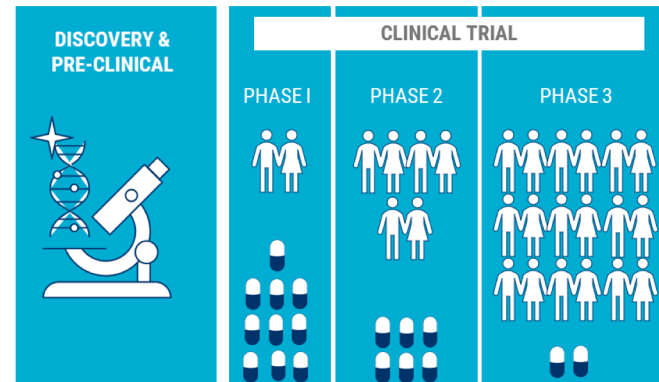 DISCOVERY &
PRE-CLINICAL
CLINICAL TRIAL
PHASE I
PHASE 2
PHASE 3